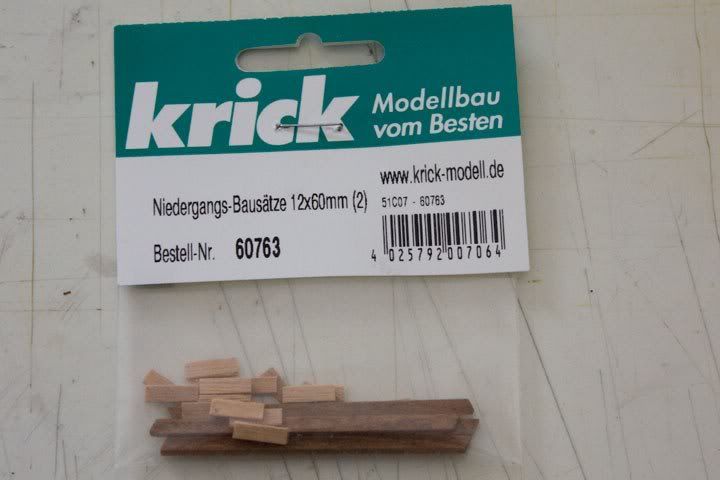 krick
Modellbau
vom Besten
www.krick-modell.de
Niedergangs-Bausätze 12x60mm (2)
51C07 - 60763
Bestell-Nr. 60763
4 025792 007064